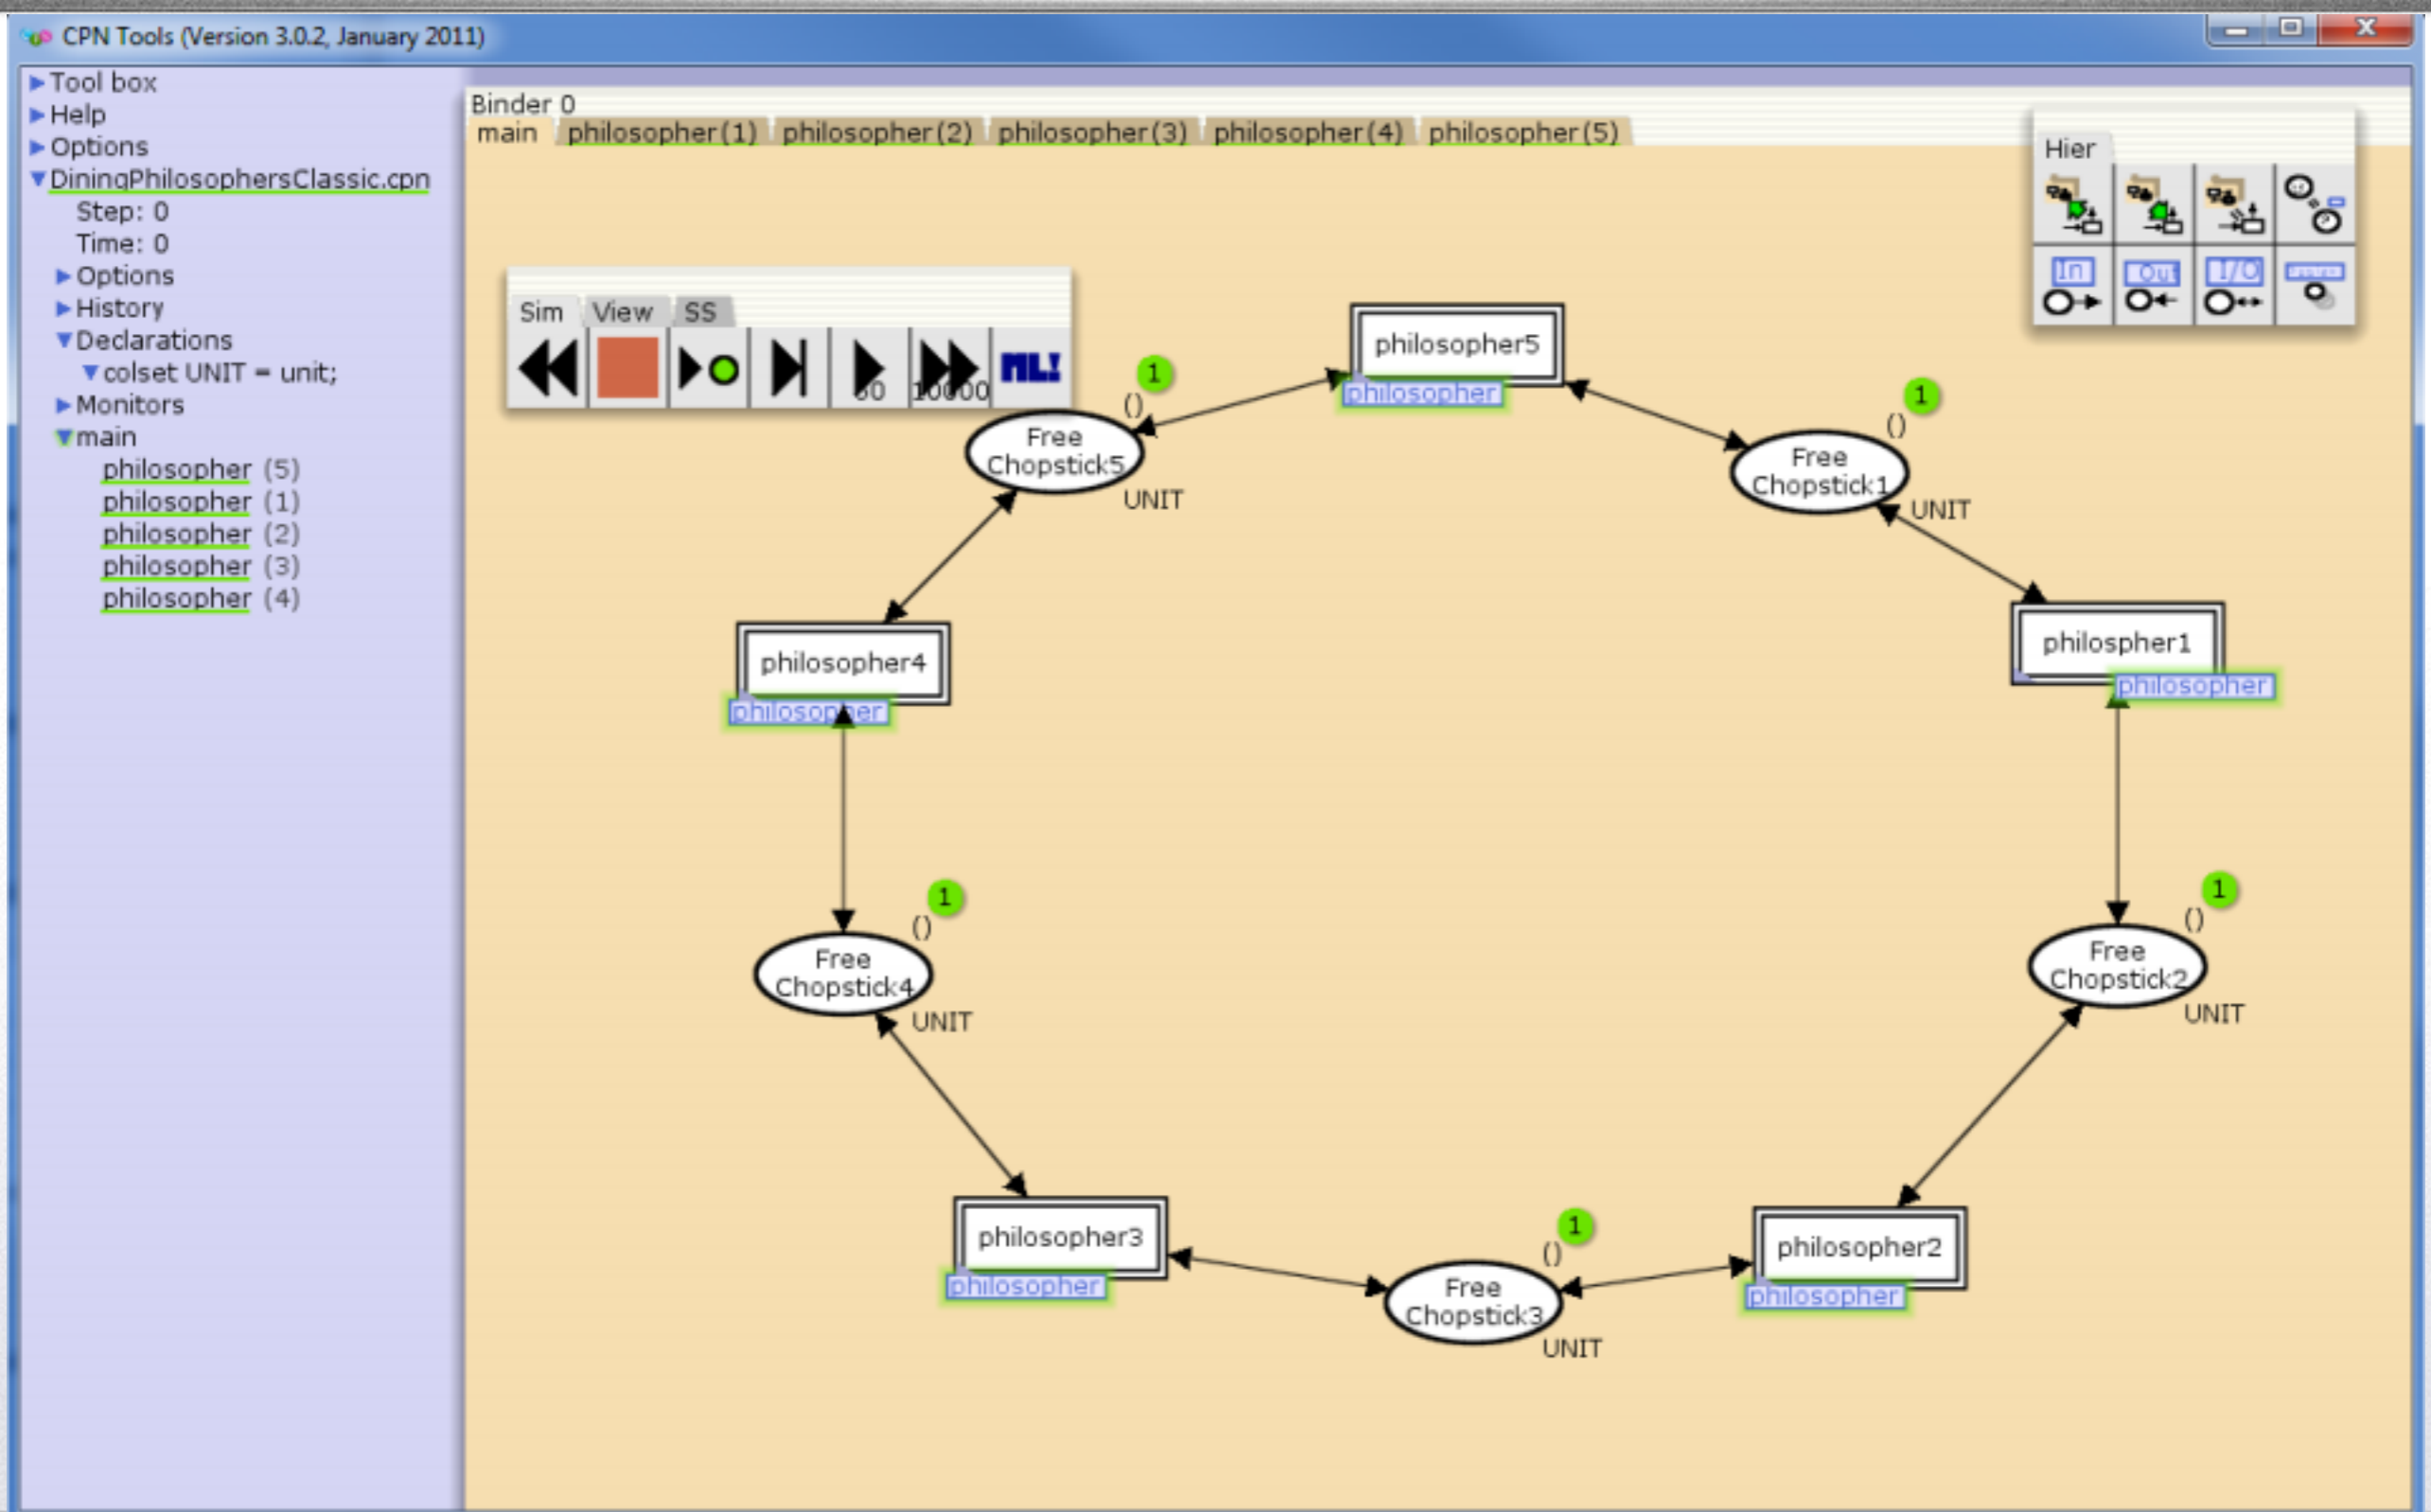 CPN Tools (Version 3.0.2, January 2011)
Tool box
Help
Options
DiningPhilosophersClassic.cpn
Step: 0
Time: 0
Options
History
Declarations
colset UNIT = unit;
Monitors
main
philosopher (5)
philosopher (1)
philosopher (2)
philosopher (3)
philosopher (4)
Binder 0
main philosopher(1) philosopher(2) philosopher(3) philosopher(4) philosopher(5)
Hier
In Out I/O
Sim View SS
50 10000 ML!
philosopher5
philosopher
1
()
Free
Chopstick5
UNIT
1
()
Free
Chopstick1
UNIT
philosopher4
philosopher
philospher1
philosopher
1
()
Free
Chopstick4
UNIT
1
()
Free
Chopstick2
UNIT
philosopher3
philosopher
1
()
Free
Chopstick3
UNIT
philosopher2
philosopher